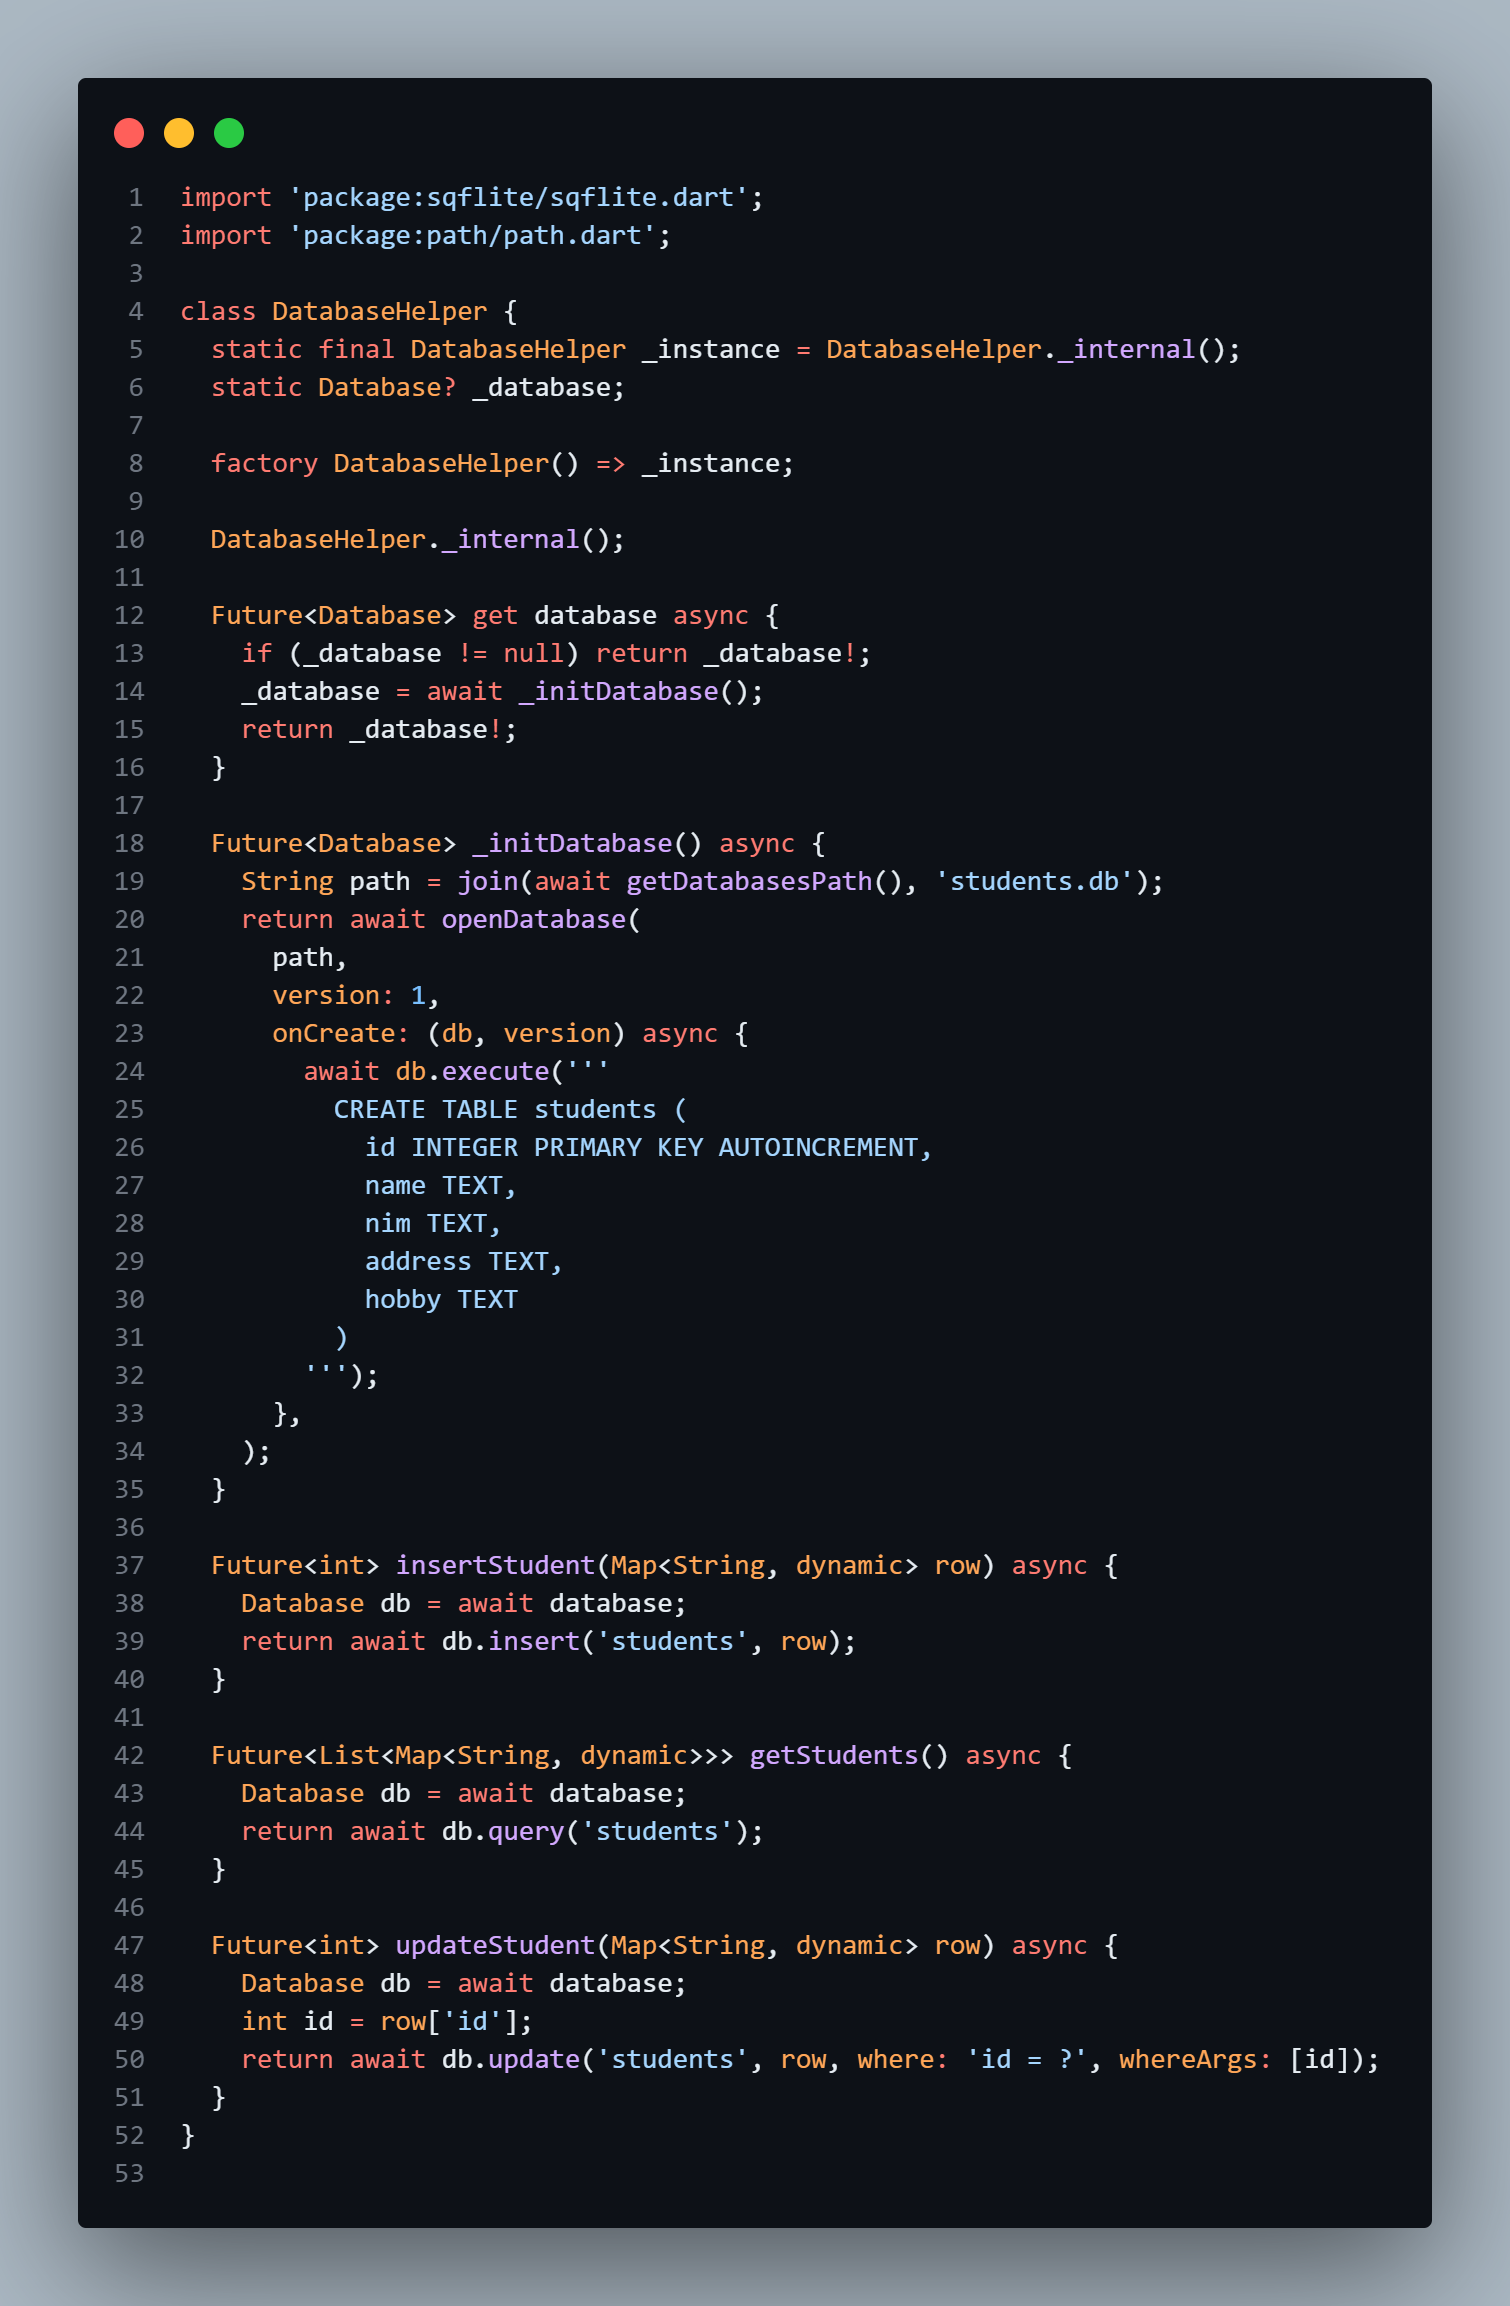 1 import 'package:sqflite/sqflite.dart';
2 import 'package:path/path.dart';
3
4 class DatabaseHelper {
5   static final DatabaseHelper _instance = DatabaseHelper._internal();
6   static Database? _database;
7
8   factory DatabaseHelper() => _instance;
9
10   DatabaseHelper._internal();
11
12   Future<Database> get database async {
13     if (_database != null) return _database!;
14     _database = await _initDatabase();
15     return _database!;
16   }
17
18   Future<Database> _initDatabase() async {
19     String path = join(await getDatabasesPath(), 'students.db');
20     return await openDatabase(
21       path,
22       version: 1,
23       onCreate: (db, version) async {
24         await db.execute('''
25           CREATE TABLE students (
26             id INTEGER PRIMARY KEY AUTOINCREMENT,
27             name TEXT,
28             nim TEXT,
29             address TEXT,
30             hobby TEXT
31           )
32         ''');
33       },
34     );
35   }
36
37   Future<int> insertStudent(Map<String, dynamic> row) async {
38     Database db = await database;
39     return await db.insert('students', row);
40   }
41
42   Future<List<Map<String, dynamic>>> getStudents() async {
43     Database db = await database;
44     return await db.query('students');
45   }
46
47   Future<int> updateStudent(Map<String, dynamic> row) async {
48     Database db = await database;
49     int id = row['id'];
50     return await db.update('students', row, where: 'id = ?', whereArgs: [id]);
51   }
52 }
53